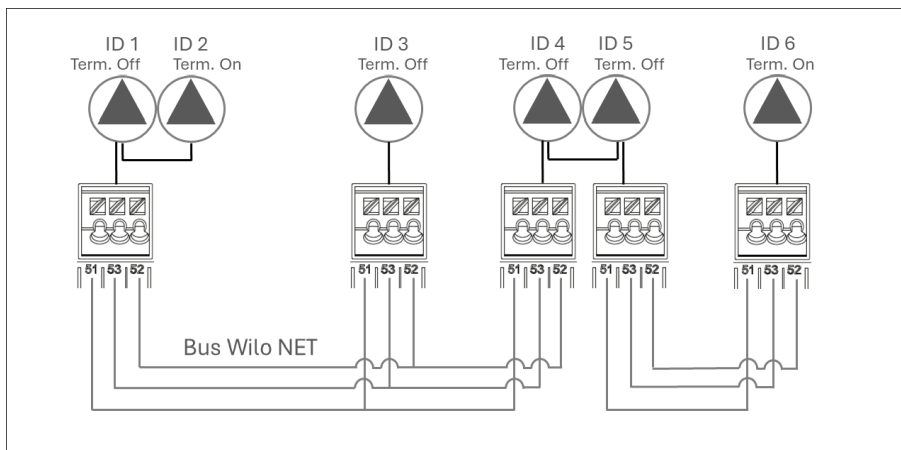 ID 1 ID 2 ID 3 ID 4 ID 5 ID 6
Term. Off Term. On Term. Off Term. Off Term. Off Term. On
51 53 52 51 53 52 51 53 52 51 53 52 51 53 52
Bus Wilo NET